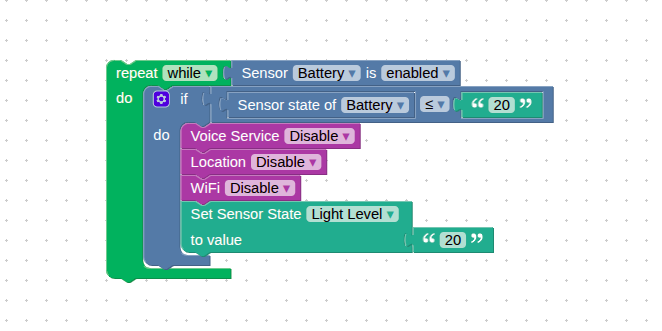 repeat while ▾ Sensor Battery ▾ is enabled ▾
do if Sensor state of Battery ▾ ≤ ▾ “ 20 ”
do Voice Service Disable ▾
Location Disable ▾
WiFi Disable ▾
Set Sensor State Light Level ▾
to value “ 20 ”